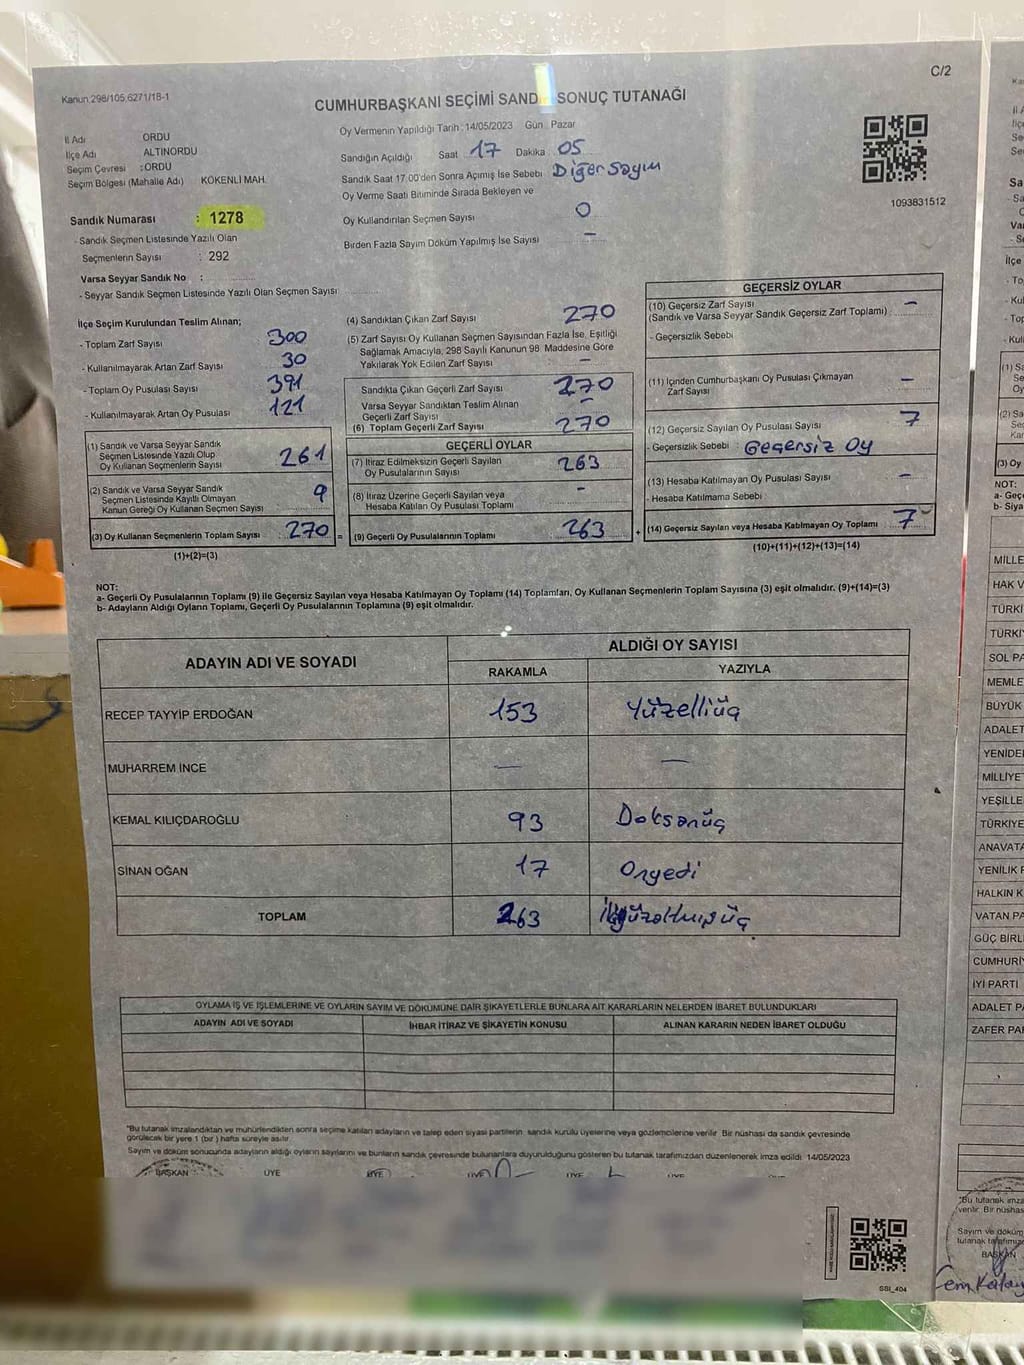 C/2
Kanun 298/105,6271/18-1
CUMHURBAŞKANI SEÇİMİ SANDIK SONUÇ TUTANAĞI
İl Adı ORDU
İlçe Adı ALTINORDU
Seçim Çevresi :ORDU
Seçim Bölgesi (Mahalle Adı) KÖKENLİ MAH.
Sandık Numarası : 1278
- Sandık Seçmen Listesinde Yazılı Olan
Seçmenlerin Sayısı : 292
Varsa Seyyar Sandık No :
- Seyyar Sandık Seçmen Listesinde Yazılı Olan Seçmen Sayısı:
Oy Vermenin Yapıldığı Tarih :14/05/2023 Gün : Pazar
Sandığın Açıldığı Saat 17 Dakika 05
Sandık Saat 17.00'den Sonra Açımış İse Sebebi : Diğer Sayım
Oy Verme Saati Bitiminde Sırada Bekleyen ve
Oy Kullandırılan Seçmen Sayısı 0
Birden Fazla Sayım Döküm Yapılmış İse Sayısı –
1093831512
İlçe Seçim Kurulundan Teslim Alınan;
- Toplam Zarf Sayısı 300
- Kullanılmayarak Artan Zarf Sayısı 30
- Toplam Oy Pusulası Sayısı 391
- Kullanılmayarak Artan Oy Pusulası 121
(1) Sandık ve Varsa Seyyar Sandık
Seçmen Listesinde Yazılı Olup
Oy Kullanan Seçmenlerin Sayısı 261
(2) Sandık ve Varsa Seyyar Sandık
Seçmen Listesinde Kayıtlı Olmayan
Kanun Gereği Oy Kullanan Seçmen Sayısı 9
(3) Oy Kullanan Seçmenlerin Toplam Sayısı 270 =
(1)+(2)=(3)
(4) Sandıktan Çıkan Zarf Sayısı 270
(5) Zarf Sayısı Oy Kullanan Seçmen Sayısından Fazla İse, Eşitliği
Sağlamak Amacıyla, 298 Sayılı Kanunun 98. Maddesine Göre
Yakılarak Yok Edilen Zarf Sayısı –
Sandıkta Çıkan Geçerli Zarf Sayısı 270
Varsa Seyyar Sandıktan Teslim Alınan
Geçerli Zarf Sayısı –
(6) Toplam Geçerli Zarf Sayısı 270
GEÇERLİ OYLAR
(7) İtiraz Edilmeksizin Geçerli Sayılan
Oy Pusulalarının Sayısı 263
(8) İtiraz Üzerine Geçerli Sayılan veya
Hesaba Katılan Oy Pusulaları Toplamı –
(9) Geçerli Oy Pusulalarının Toplamı 263 +
GEÇERSİZ OYLAR
(10) Geçersiz Zarf Sayısı –
(Sandık ve Varsa Seyyar Sandık Geçersiz Zarf Toplamı)
- Geçersizlik Sebebi
(11) İçinden Cumhurbaşkanı Oy Pusulası Çıkmayan
Zarf Sayısı –
(12) Geçersiz Sayılan Oy Pusulası Sayısı 7
- Geçersizlik Sebebi : Geçersiz Oy
(13) Hesaba Katılmayan Oy Pusulası Sayısı –
- Hesaba Katılmama Sebebi
(14) Geçersiz Sayılan veya Hesaba Katılmayan Oy Toplamı 7
(10)+(11)+(12)+(13)=(14)
NOT:
a- Geçerli Oy Pusulalarının Toplamı (9) ile Geçersiz Sayılan veya Hesaba Katılmayan Oy Toplamı (14) Toplamları, Oy Kullanan Seçmenlerin Toplam Sayısına (3) eşit olmalıdır. (9)+(14)=(3)
b- Adayların Aldığı Oyların Toplamı, Geçerli Oy Pusulalarının Toplamına (9) eşit olmalıdır.
ADAYIN ADI VE SOYADI
ALDIĞI OY SAYISI
RAKAMLA YAZIYLA
RECEP TAYYİP ERDOĞAN 153 Yüzelliüç
MUHARREM İNCE — —
KEMAL KILIÇDAROĞLU 93 Doksanüç
SİNAN OĞAN 17 Onyedi
TOPLAM 263 İkiyüzaltmışüç
OYLAMA İŞ VE İŞLEMLERİNE VE OYLARIN SAYIM VE DÖKÜMÜNE DAİR ŞİKAYETLERLE BUNLARA AİT KARARLARIN NELERDEN İBARET BULUNDUKLARI
ADAYIN ADI VE SOYADI İHBAR İTİRAZ VE ŞİKAYETİN KONUSU ALINAN KARARIN NEDEN İBARET OLDUĞU
*Bu tutanak imzalandıktan ve mühürlendikten sonra seçime katılan adayların ve talep eden siyasi partilerin sandık kurulu üyelerine veya gözlemcilerine verilir. Bir nüshası da sandık çevresinde
görülecek bir yere 1 (bir ) hafta süreyle asılır.
Sayım ve döküm sonucunda adayların aldığı oyların sayılarını ve bunların sandık çevresinde bulunanlara duyurulduğunu gösteren bu tutanak tarafımızdan düzenlenerek imza edildi. 14/05/2023
BAŞKAN ÜYE ÜYE ÜYE ÜYE ÜYE
SSI_404
MİLLE
HAK V
TÜRKİ
TÜRKİY
SOL PA
MEMLE
BÜYÜK
ADALET
YENİDE
MİLLİYE
YEŞİLLE
TÜRKİYE
ANAVATA
YENİLİK P
HALKIN K
VATAN PA
GÜÇ BİRL
CUMHURİY
İYİ PARTİ
ADALET PA
ZAFER PAR
*Bu tutanak imza
verilir. Bir nüshas
Sayım ve döküm
tutanak tarafımız
BAŞKAN
Cem Kalay